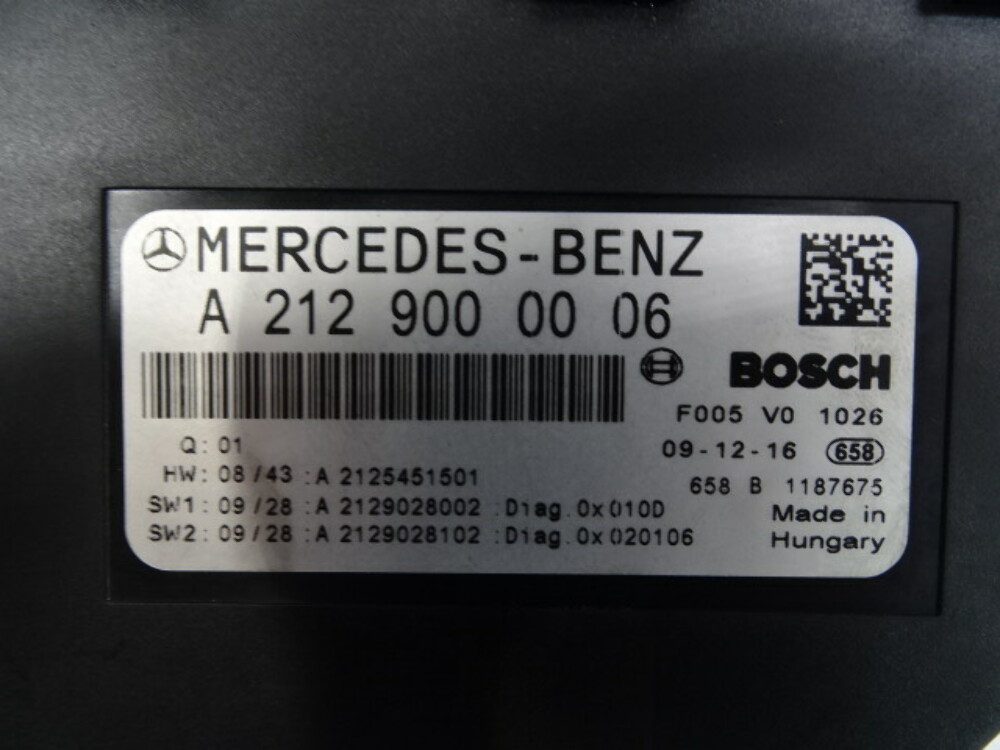 MERCEDES-BENZ
A 212 900 00 06
BOSCH
F005 V0 1026
Q: 01
09-12-16 658
HW: 08/43 :A 2125451501
658 B 1187675
SW1: 09/28 :A 2129028002 :Diag.0x010D
Made in
SW2: 09/28 :A 2129028102 :Diag.0x020106
Hungary